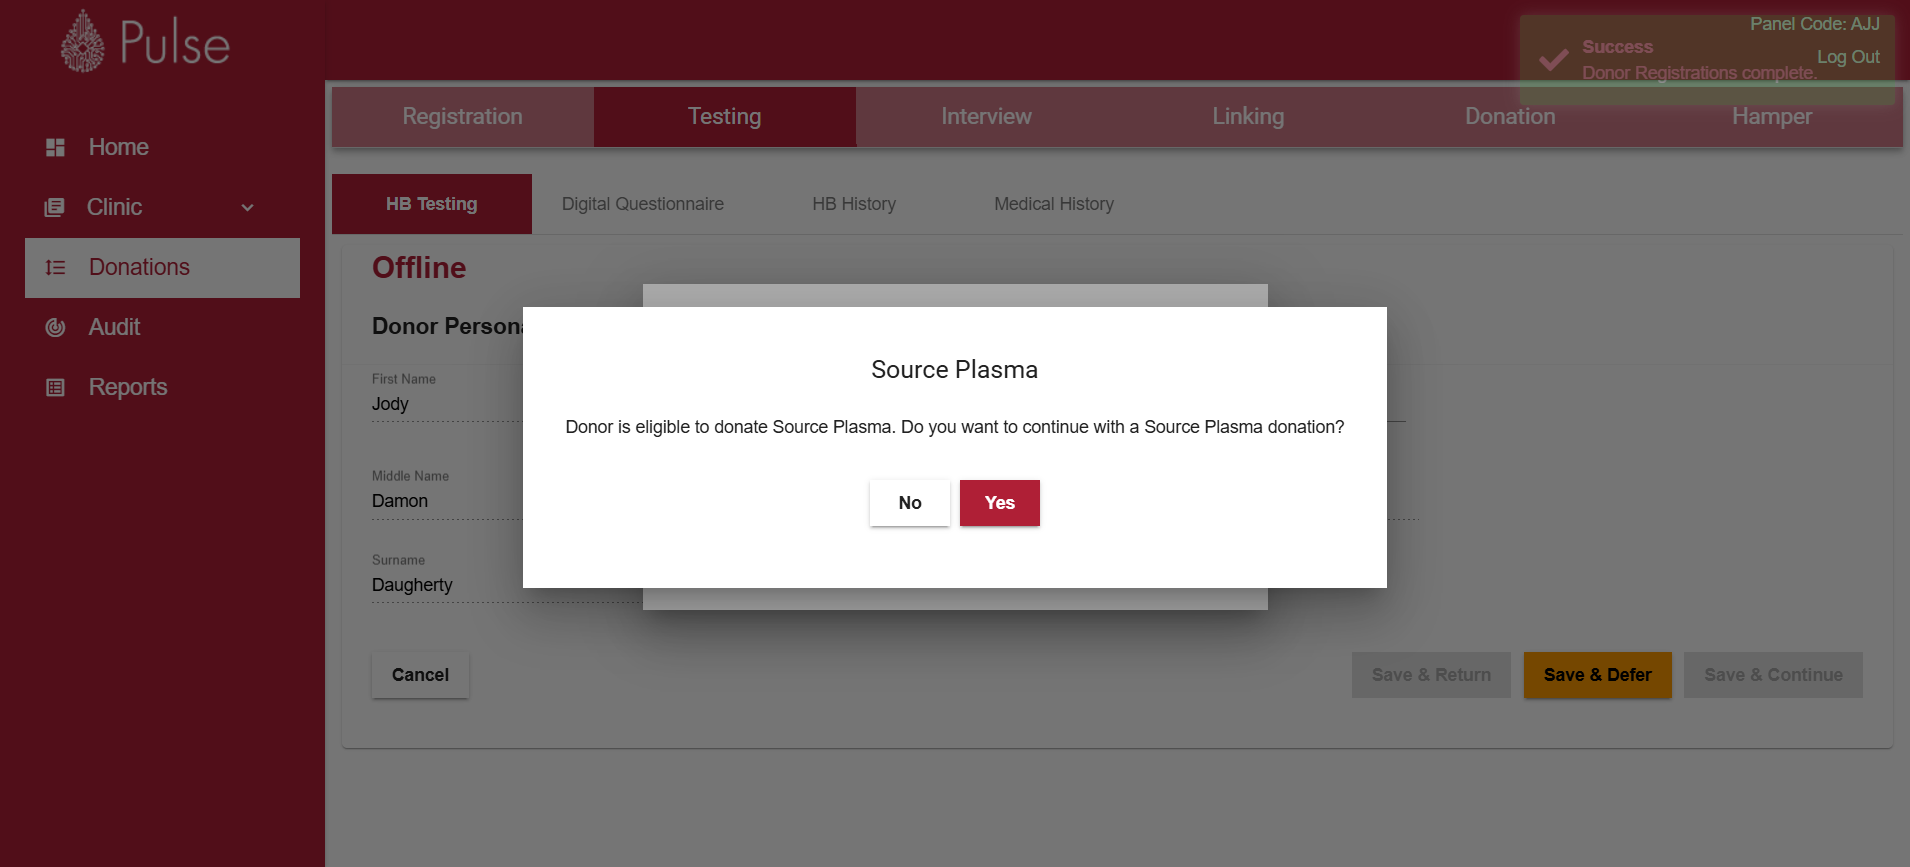 Pulse
Panel Code: AJJ
Success
Log Out
Donor Registrations complete.
Home
Clinic
Donations
Audit
Reports
Registration
Testing
Interview
Linking
Donation
Hamper
HB Testing
Digital Questionnaire
HB History
Medical History
Offline
Donor Persona
First Name
Jody
Middle Name
Damon
Surname
Daugherty
Source Plasma
Donor is eligible to donate Source Plasma. Do you want to continue with a Source Plasma donation?
No
Yes
Cancel
Save & Return
Save & Defer
Save & Continue